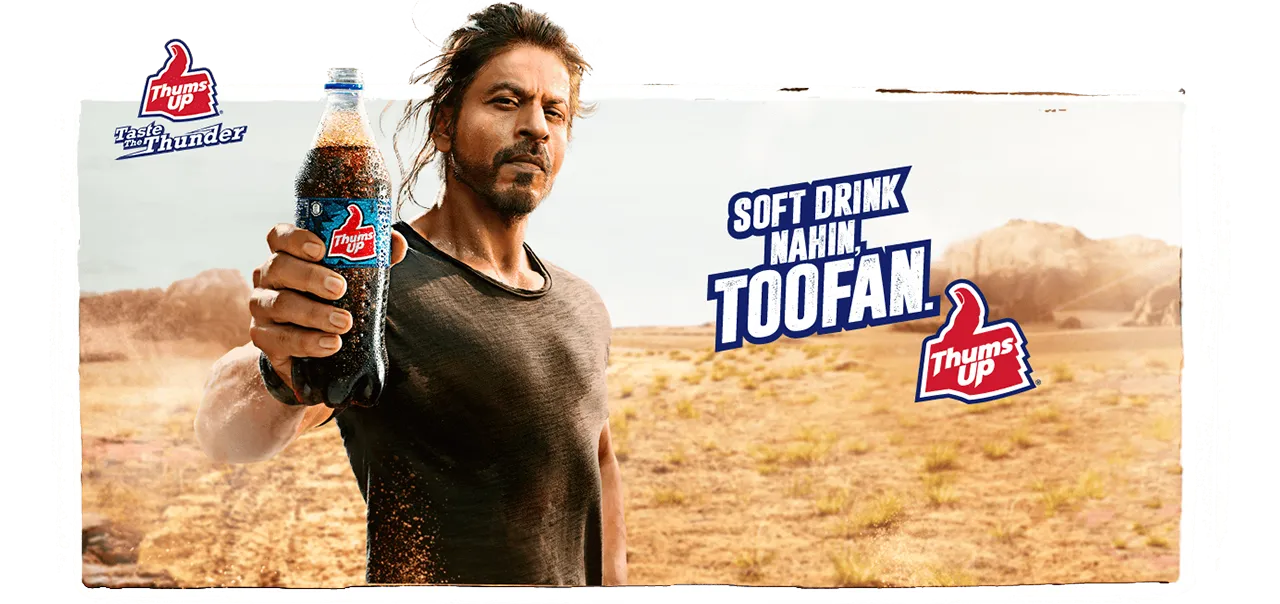 Thums
UP
Taste
The Thunder
Thums
UP
SOFT DRINK
NAHIN,
TOOFAN.
Thums
UP